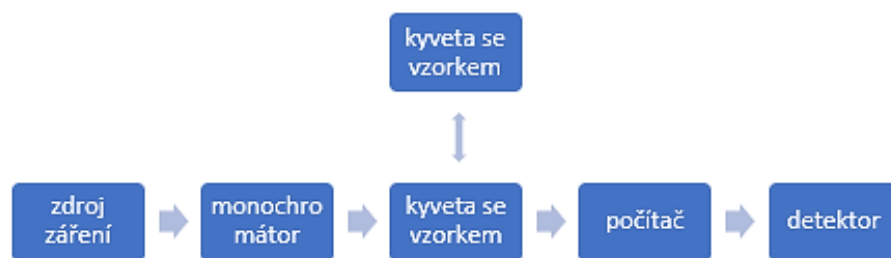 kyveta se
vzorkem
zdroj
záření
monochro
mátor
kyveta se
vzorkem
počítač
detektor